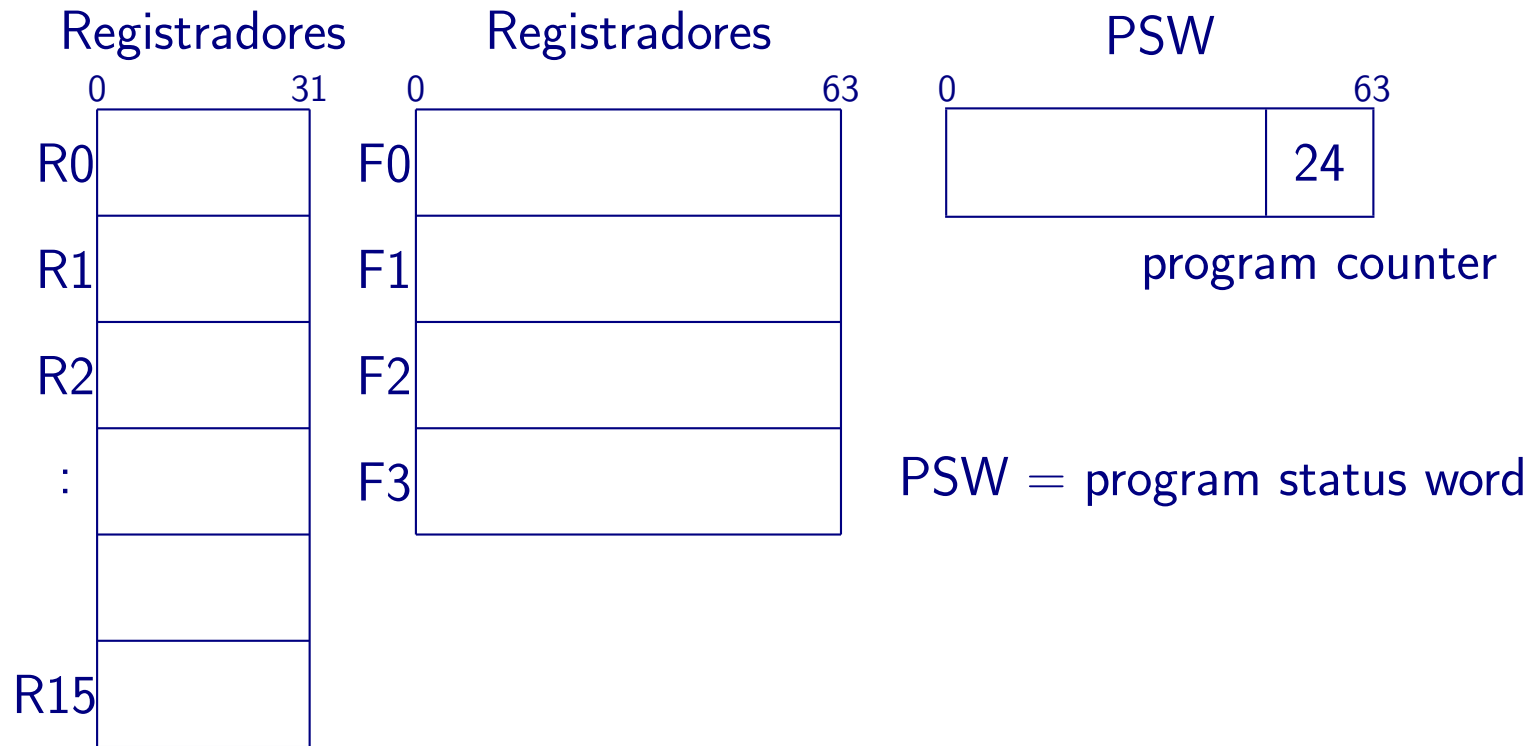 Registradores Registradores PSW
0 31 0 63 0 63
R0 F0 24
R1 F1 program counter
R2 F2
: F3 PSW = program status word
R15